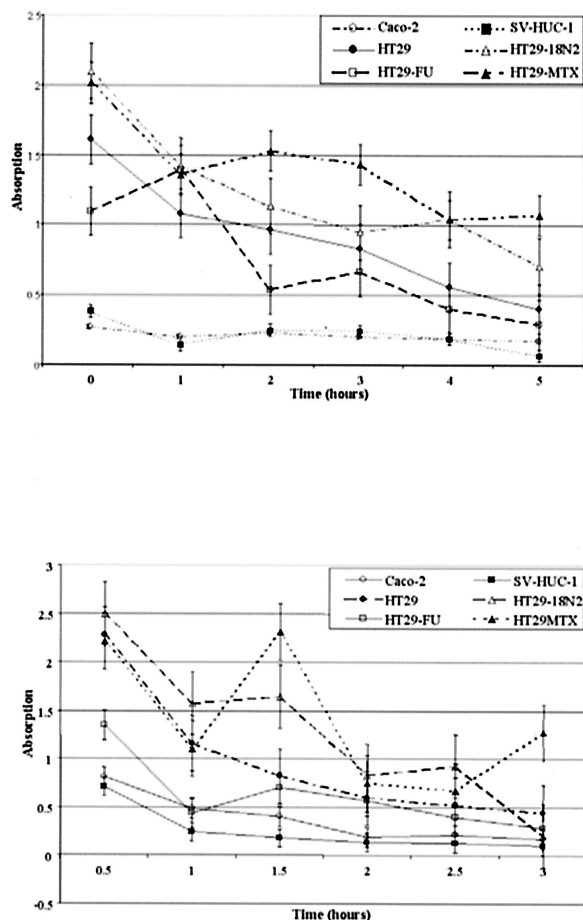 Caco-2 SV-HUC-1
HT29 HT29-18N2
HT29-FU HT29-MTX
2.5
2
1.5
1
0.5
0
Absorption
0 1 2 3 4 5
Time (hours)
Caco-2 SV-HUC-1
HT29 HT29-18N2
HT29-FU HT29MTX
3
2.5
2
1.5
1
0.5
0
-0.5
Absorption
0.5 1 1.5 2 2.5 3
Time (hours)